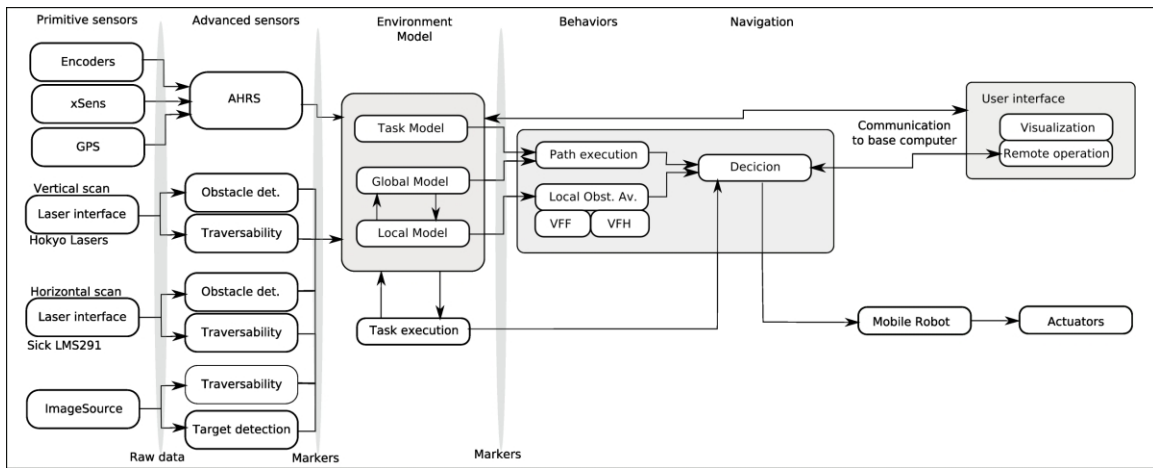 Primitive sensors
Advanced sensors
Environment
Model
Behaviors
Navigation
Encoders
xSens
GPS
AHRS
Vertical scan
Laser interface
Hokyo Lasers
Obstacle det.
Traversability
Horizontal scan
Laser interface
Sick LMS291
Obstacle det.
Traversability
ImageSource
Traversability
Target detection
Raw data
Markers
Task Model
Global Model
Local Model
Task execution
Markers
Path execution
Local Obst. Av.
VFF
VFH
Decicion
Communication
to base computer
User interface
Visualization
Remote operation
Mobile Robot
Actuators